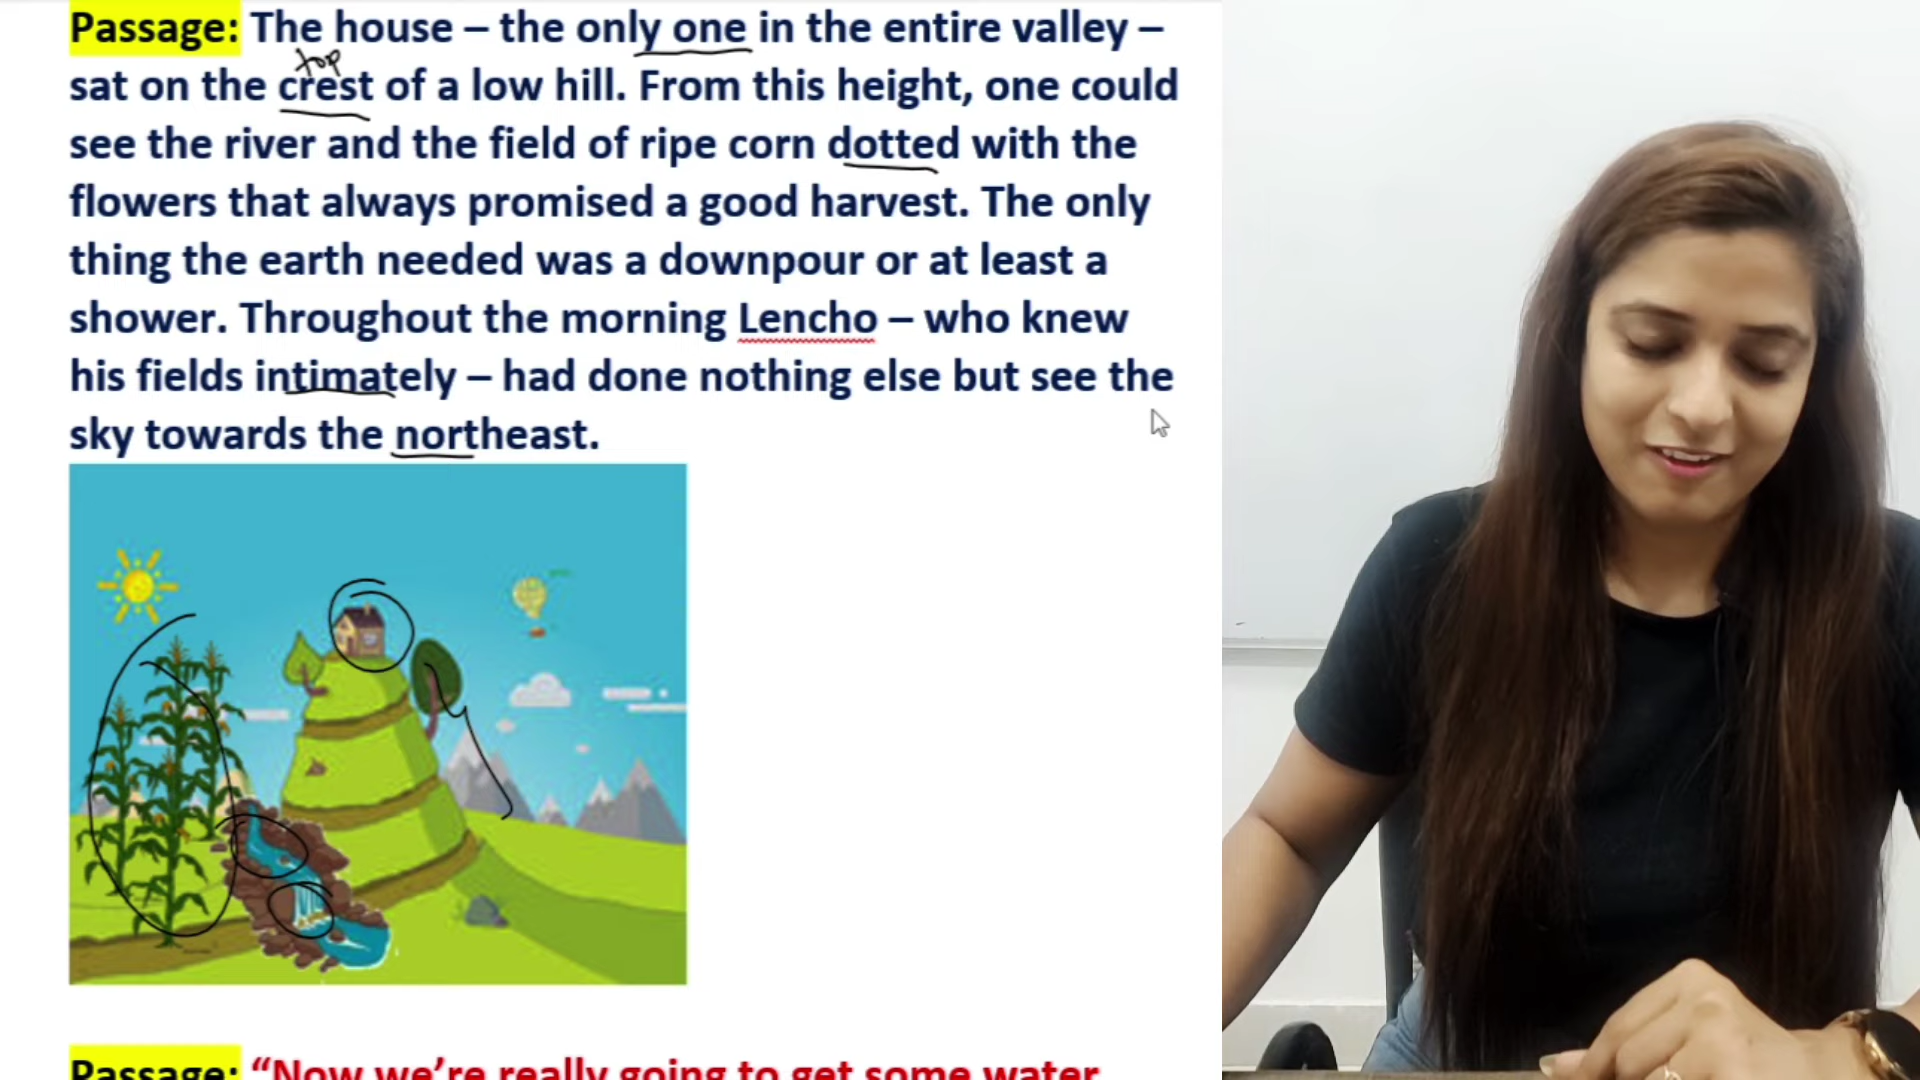 Passage: The house – the only one in the entire valley –
top
sat on the crest of a low hill. From this height, one could
see the river and the field of ripe corn dotted with the
flowers that always promised a good harvest. The only
thing the earth needed was a downpour or at least a
shower. Throughout the morning Lencho – who knew
his fields intimately – had done nothing else but see the
sky towards the northeast.
Passage: “Now we’re really going to get some water